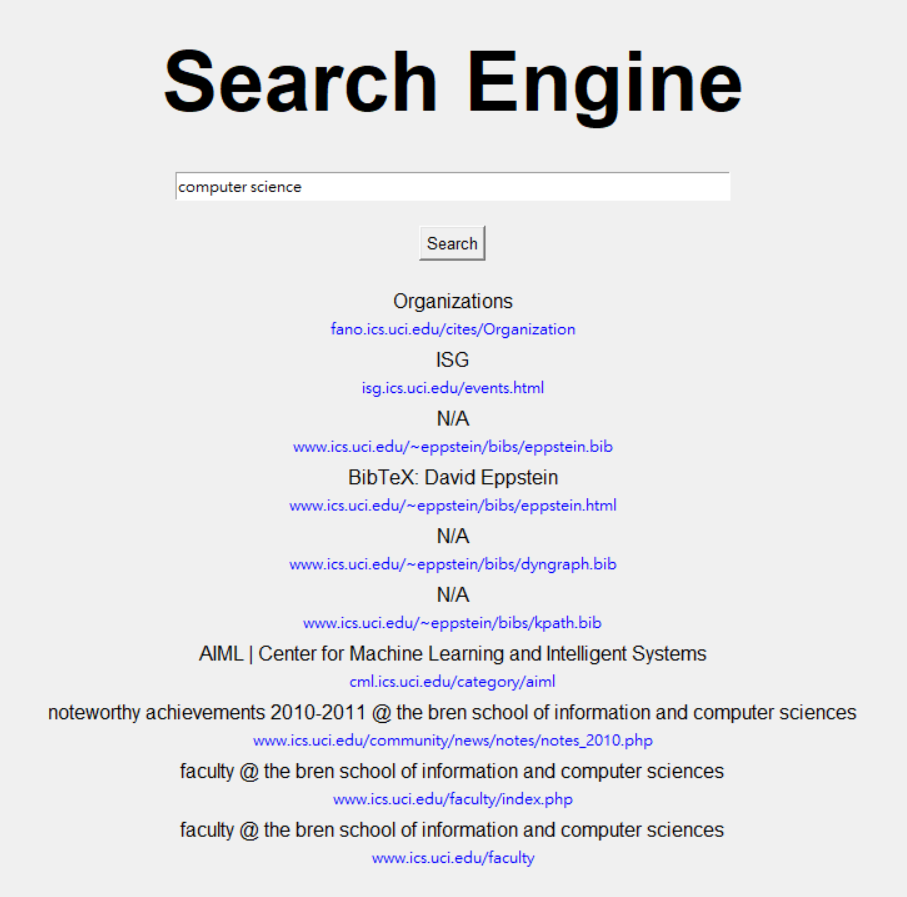 Search Engine
computer science
Search
Organizations
fano.ics.uci.edu/cites/Organization
ISG
isg.ics.uci.edu/events.html
N/A
www.ics.uci.edu/~eppstein/bibs/eppstein.bib
BibTeX: David Eppstein
www.ics.uci.edu/~eppstein/bibs/eppstein.html
N/A
www.ics.uci.edu/~eppstein/bibs/dyngraph.bib
N/A
www.ics.uci.edu/~eppstein/bibs/kpath.bib
AIML | Center for Machine Learning and Intelligent Systems
cml.ics.uci.edu/category/aiml
noteworthy achievements 2010-2011 @ the bren school of information and computer sciences
www.ics.uci.edu/community/news/notes/notes_2010.php
faculty @ the bren school of information and computer sciences
www.ics.uci.edu/faculty/index.php
faculty @ the bren school of information and computer sciences
www.ics.uci.edu/faculty